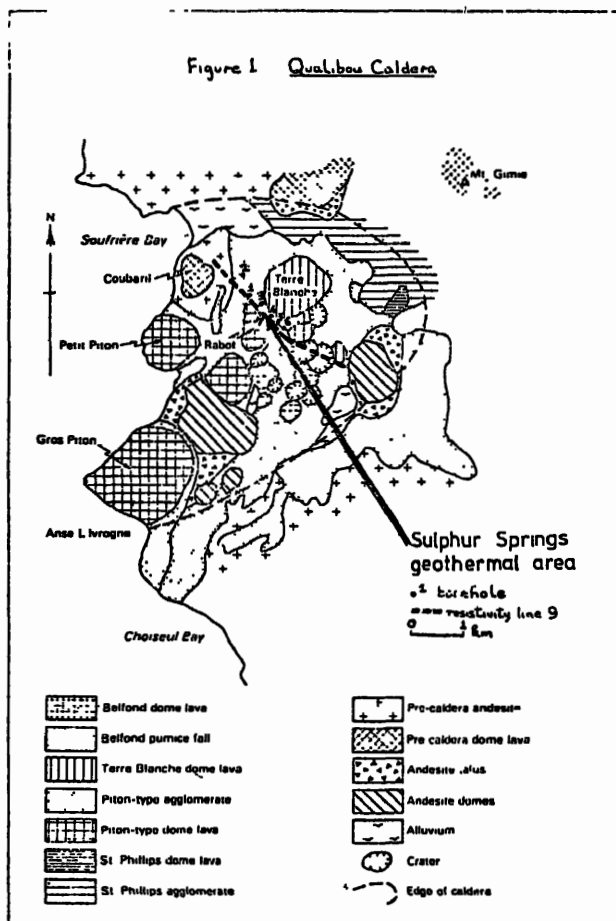 Figure 1 Qualibou Caldera
Mt. Gimie
N
Soufrière Bay
Coubaril
Terre
Blanche
Petit Piton
Rabot
Gros Piton
Anse L Ivrogne
Sulphur Springs
geothermal area
1 borehole
resistivity line 9
0 1
km
Choiseul Bay
Belfond dome lava
Belfond pumice fall
Terre Blanche dome lava
Piton-type agglomerate
Piton-type dome lava
St Phillips dome lava
St Phillips agglomerate
Pre-caldera andesite
Pre caldera dome lava
Andesite talus
Andesite domes
Alluvium
Crater
Edge of caldera